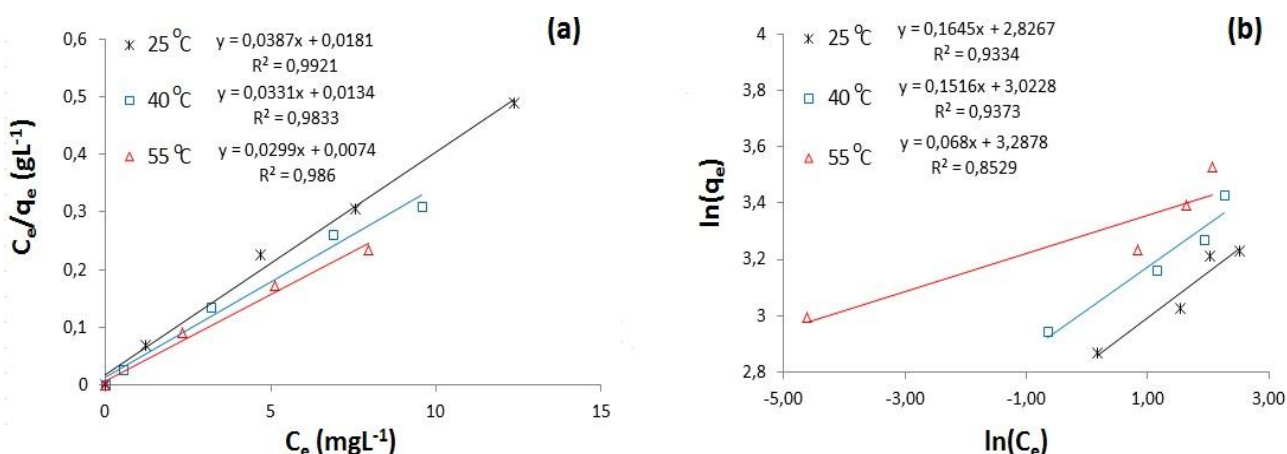 (a)
25 °C y = 0,0387x + 0,0181
R² = 0,9921
40 °C y = 0,0331x + 0,0134
R² = 0,9833
55 °C y = 0,0299x + 0,0074
R² = 0,986
Cₑ/qₑ (gL⁻¹)
0,6
0,5
0,4
0,3
0,2
0,1
0
0 5 10 15
Cₑ (mgL⁻¹)
(b)
25 °C y = 0,1645x + 2,8267
R² = 0,9334
40 °C y = 0,1516x + 3,0228
R² = 0,9373
55 °C y = 0,068x + 3,2878
R² = 0,8529
ln(qₑ)
4
3,8
3,6
3,4
3,2
3
2,8
-5,00 -3,00 -1,00 1,00 3,00
ln(Cₑ)